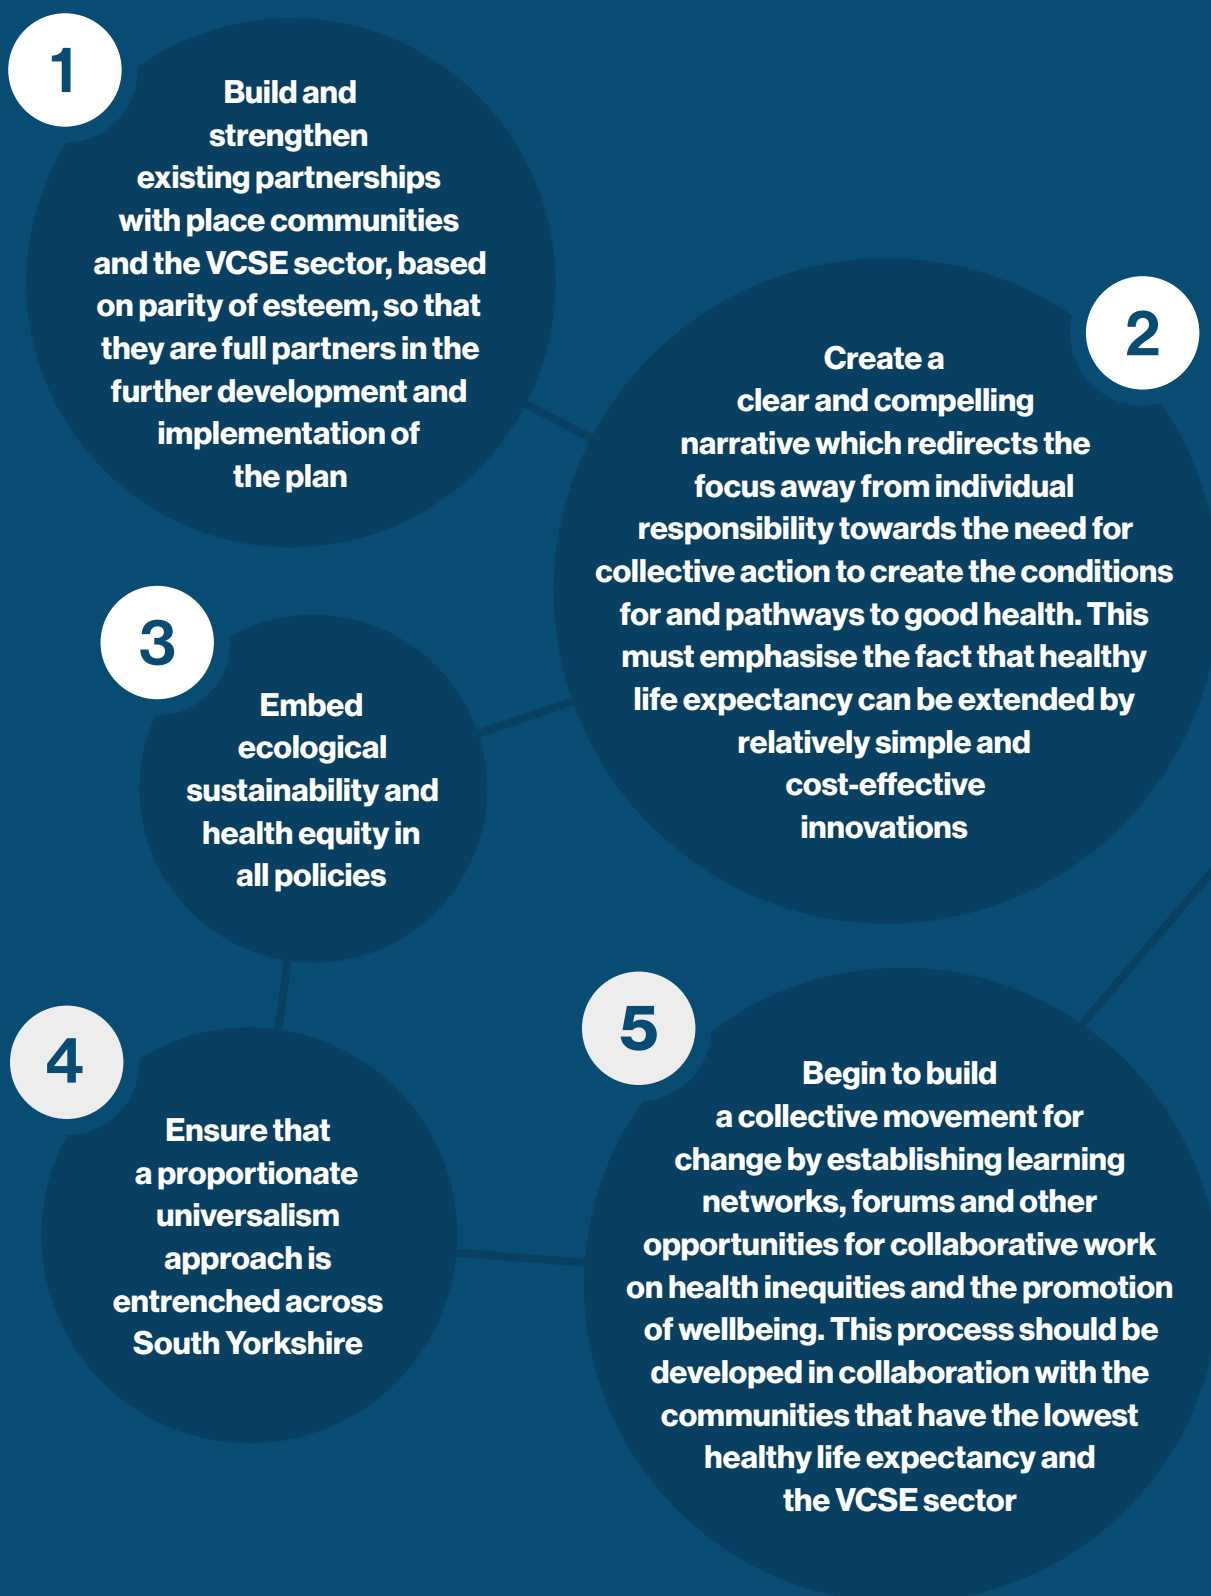 1
Build and
strengthen
existing partnerships
with place communities
and the VCSE sector, based
on parity of esteem, so that
they are full partners in the
further development and
implementation of
the plan
2
Create a
clear and compelling
narrative which redirects the
focus away from individual
responsibility towards the need for
collective action to create the conditions
for and pathways to good health. This
must emphasise the fact that healthy
life expectancy can be extended by
relatively simple and
cost-effective
innovations
3
Embed
ecological
sustainability and
health equity in
all policies
4
Ensure that
a proportionate
universalism
approach is
entrenched across
South Yorkshire
5
Begin to build
a collective movement for
change by establishing learning
networks, forums and other
opportunities for collaborative work
on health inequities and the promotion
of wellbeing. This process should be
developed in collaboration with the
communities that have the lowest
healthy life expectancy and
the VCSE sector